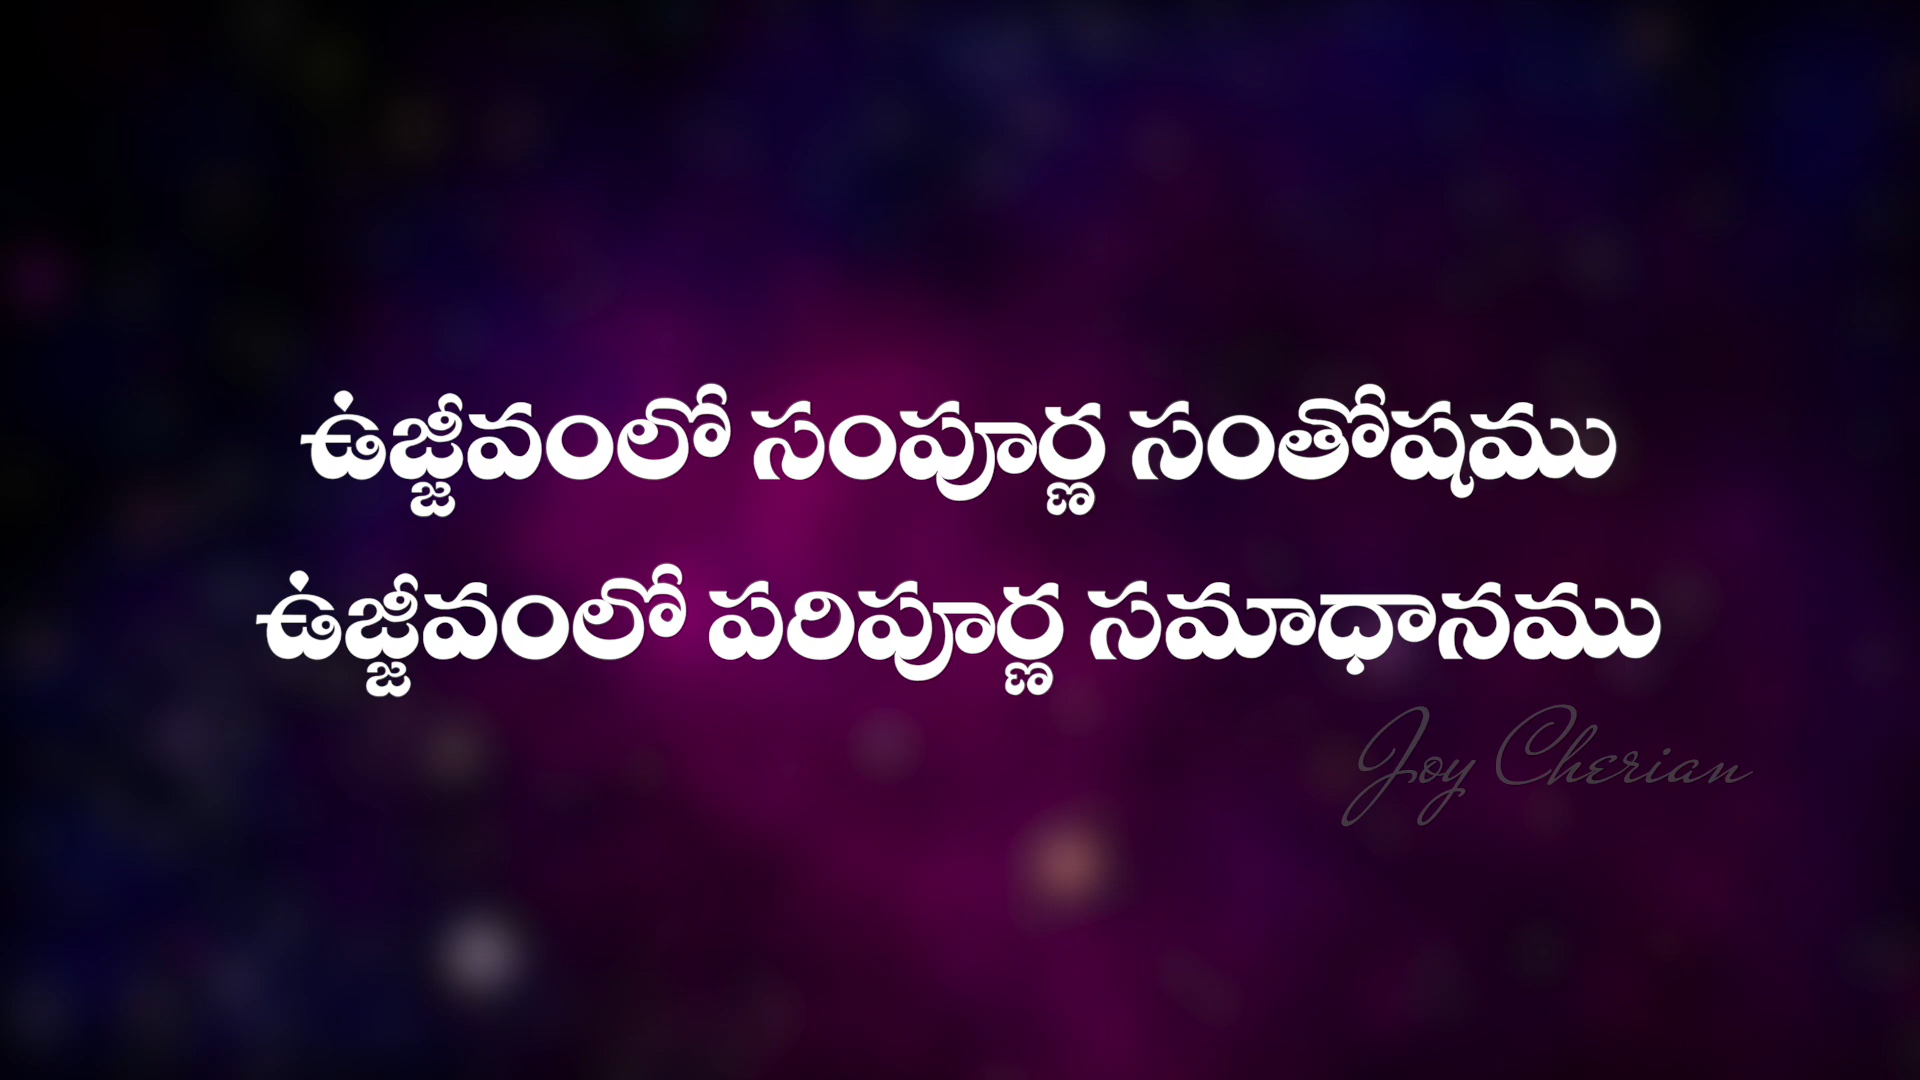 ఉజ్జీవంలో సంపూర్ణ సంతోషము
ఉజ్జీవంలో పరిపూర్ణ సమాధానము
Joy Cherian